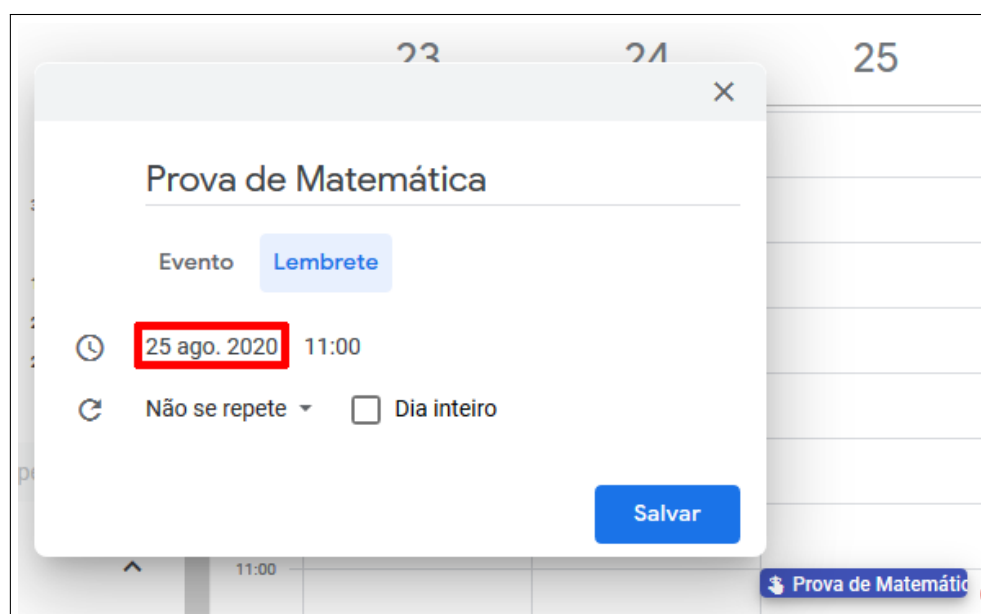 23 24 25
Prova de Matemática
Evento Lembrete
25 ago. 2020 11:00
Não se repete Dia inteiro
Salvar
11:00
Prova de Matemátic